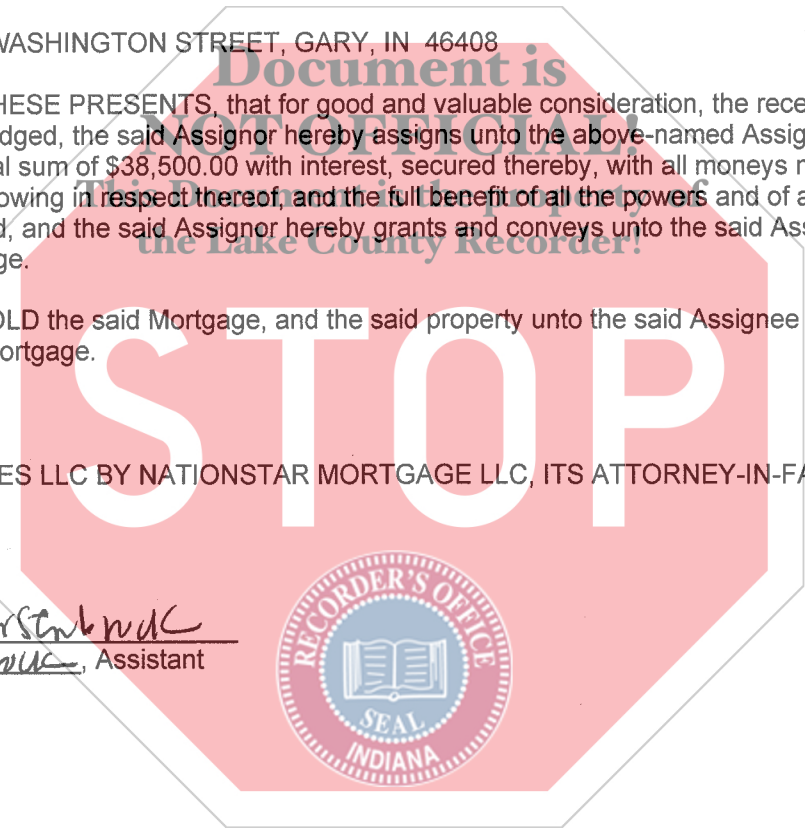 WASHINGTON STREET, GARY, IN 46408
Document is
HESE PRESENTS, that for good and valuable consideration, the rece
NOT OFFICIAL!
dged, the said Assignor hereby assigns unto the above-named Assig
al sum of $38,500.00 with interest, secured thereby, with all moneys
owing in respect thereof, and the full benefit of all the powers and of a
This Document is the property of
d, and the said Assignor hereby grants and conveys unto the said Ass
the Lake County Recorder!
ge.
OLD the said Mortgage, and the said property unto the said Assignee
ortgage.
STOP
ES LLC BY NATIONSTAR MORTGAGE LLC, ITS ATTORNEY-IN-FA
RECORDER'S OFFICE
, Assistant
SEAL
INDIANA